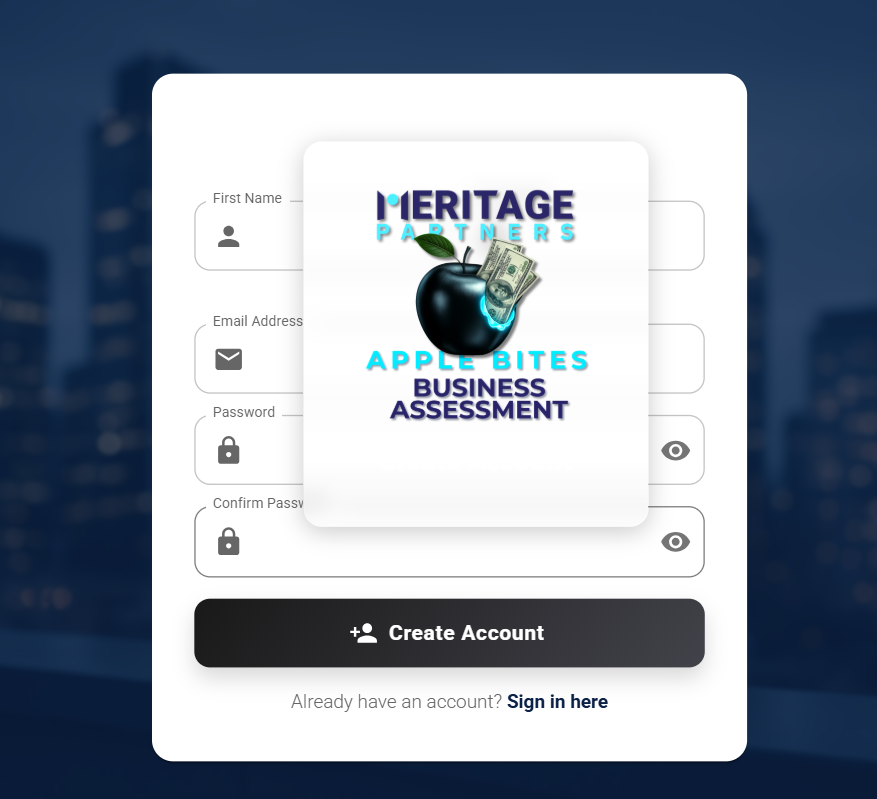 MERITAGE
PARTNERS
APPLE BITES
BUSINESS
ASSESSMENT
First Name
Email Address
Password
Confirm
Create Account
Already have an account? Sign in here